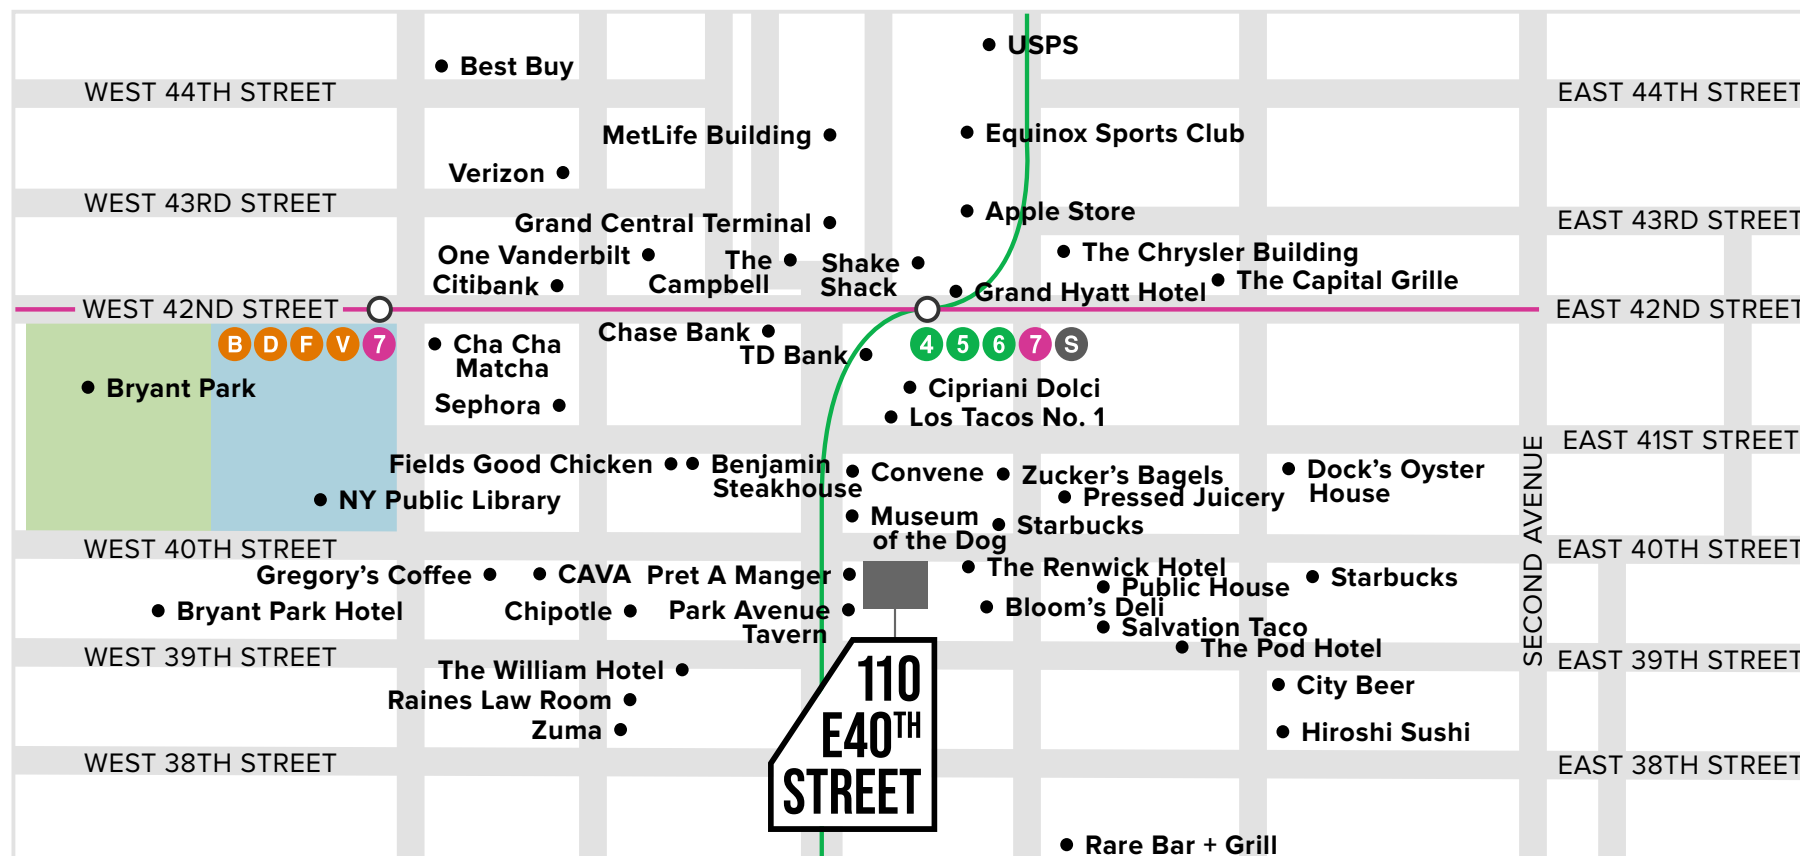 USPS
Best Buy
WEST 44TH STREET
EAST 44TH STREET
MetLife Building
Equinox Sports Club
Verizon
WEST 43RD STREET
Grand Central Terminal
Apple Store
EAST 43RD STREET
One Vanderbilt
The
Campbell
Shake
Shack
The Chrysler Building
Citibank
Grand Hyatt Hotel
The Capital Grille
WEST 42ND STREET
EAST 42ND STREET
B D F V 7
Cha Cha
Matcha
Chase Bank
TD Bank
4 5 6 7 S
Bryant Park
Cipriani Dolci
Sephora
Los Tacos No. 1
EAST 41ST STREET
Fields Good Chicken
Benjamin
Steakhouse
Convene
Zucker's Bagels
Dock's Oyster
House
NY Public Library
Pressed Juicery
Museum
of the Dog
Starbucks
SECOND AVENUE
WEST 40TH STREET
EAST 40TH STREET
Gregory's Coffee
CAVA
Pret A Manger
The Renwick Hotel
Public House
Starbucks
Bryant Park Hotel
Chipotle
Park Avenue
Tavern
Bloom's Deli
Salvation Taco
The Pod Hotel
WEST 39TH STREET
EAST 39TH STREET
The William Hotel
110
E40TH
STREET
City Beer
Raines Law Room
Zuma
Hiroshi Sushi
WEST 38TH STREET
EAST 38TH STREET
Rare Bar + Grill